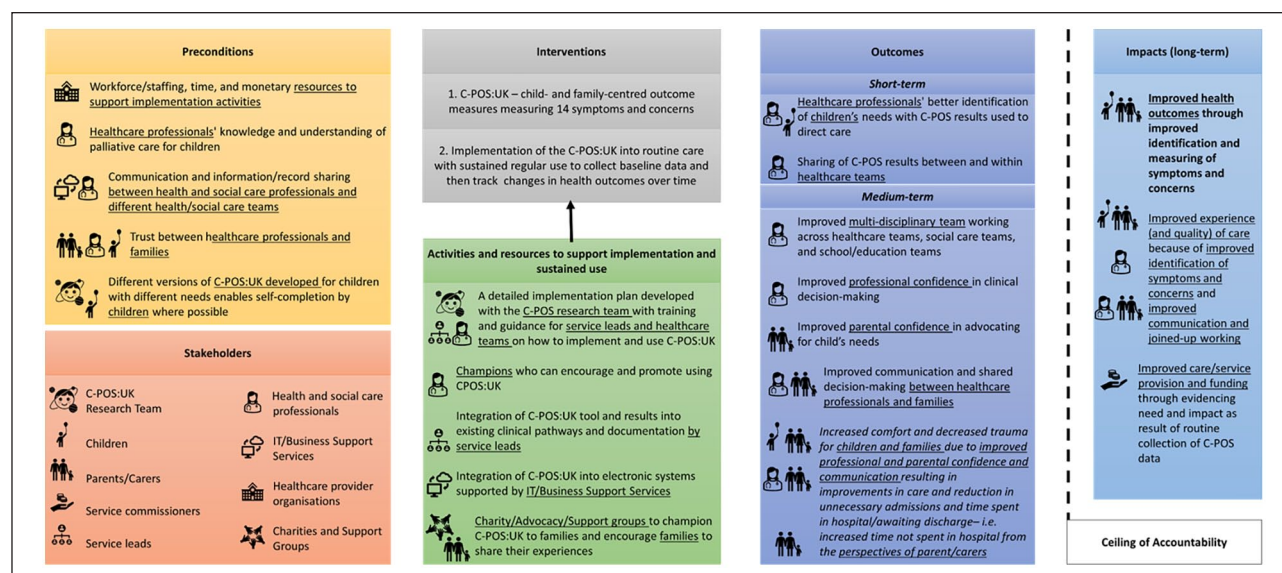 Preconditions
Workforce/staffing, time, and monetary resources to
support implementation activities
Healthcare professionals' knowledge and understanding of
palliative care for children
Communication and information/record sharing
between health and social care professionals and
different health/social care teams
Trust between healthcare professionals and
families
Different versions of C-POS:UK developed for children
with different needs enables self-completion by
children where possible
Stakeholders
C-POS:UK
Research Team
Children
Parents/Carers
Service commissioners
Service leads
Health and social care
professionals
IT/Business Support
Services
Healthcare provider
organisations
Charities and Support
Groups
Interventions
1. C-POS:UK – child- and family-centred outcome
measures measuring 14 symptoms and concerns
2. Implementation of the C-POS:UK into routine care
with sustained regular use to collect baseline data and
then track changes in health outcomes over time
Activities and resources to support implementation and
sustained use
A detailed implementation plan developed
with the C-POS research team with training
and guidance for service leads and healthcare
teams on how to implement and use C-POS:UK
Champions who can encourage and promote using
CPOS:UK
Integration of C-POS:UK tool and results into
existing clinical pathways and documentation by
service leads
Integration of C-POS:UK into electronic systems
supported by IT/Business Support Services
Charity/Advocacy/Support groups to champion
C-POS:UK to families and encourage families to
share their experiences
Outcomes
Short-term
Healthcare professionals' better identification
of children's needs with C-POS results used to
direct care
Sharing of C-POS results between and within
healthcare teams
Medium-term
Improved multi-disciplinary team working
across healthcare teams, social care teams,
and school/education teams
Improved professional confidence in clinical
decision-making
Improved parental confidence in advocating
for child's needs
Improved communication and shared
decision-making between healthcare
professionals and families
Increased comfort and decreased trauma
for children and families due to improved
professional and parental confidence and
communication resulting in
improvements in care and reduction in
unnecessary admissions and time spent
in hospital/awaiting discharge– i.e.
increased time not spent in hospital from
the perspectives of parent/carers
Impacts (long-term)
Improved health
outcomes through
improved
identification and
measuring of
symptoms and
concerns
Improved experience
(and quality) of care
because of improved
identification of
symptoms and
concerns and
improved
communication and
joined-up working
Improved care/service
provision and funding
through evidencing
need and impact as
result of routine
collection of C-POS
data
Ceiling of Accountability